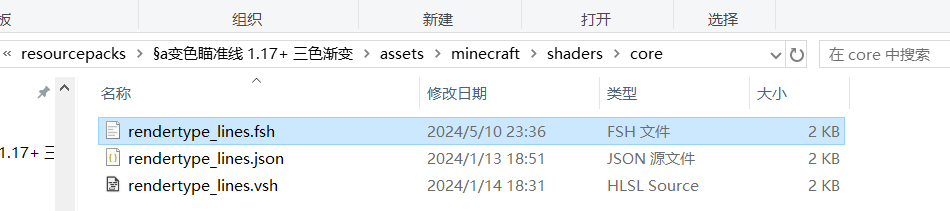 板 组织 新建 打开 选择
« resourcepacks › §a变色瞄准线 1.17+ 三色渐变 › assets › minecraft › shaders › core 在 core 中搜索
名称 修改日期 类型 大小
rendertype_lines.fsh 2024/5/10 23:36 FSH 文件 2 KB
1.17+ 三 rendertype_lines.json 2024/1/13 18:51 JSON 源文件 2 KB
rendertype_lines.vsh 2024/1/14 18:31 HLSL Source 2 KB